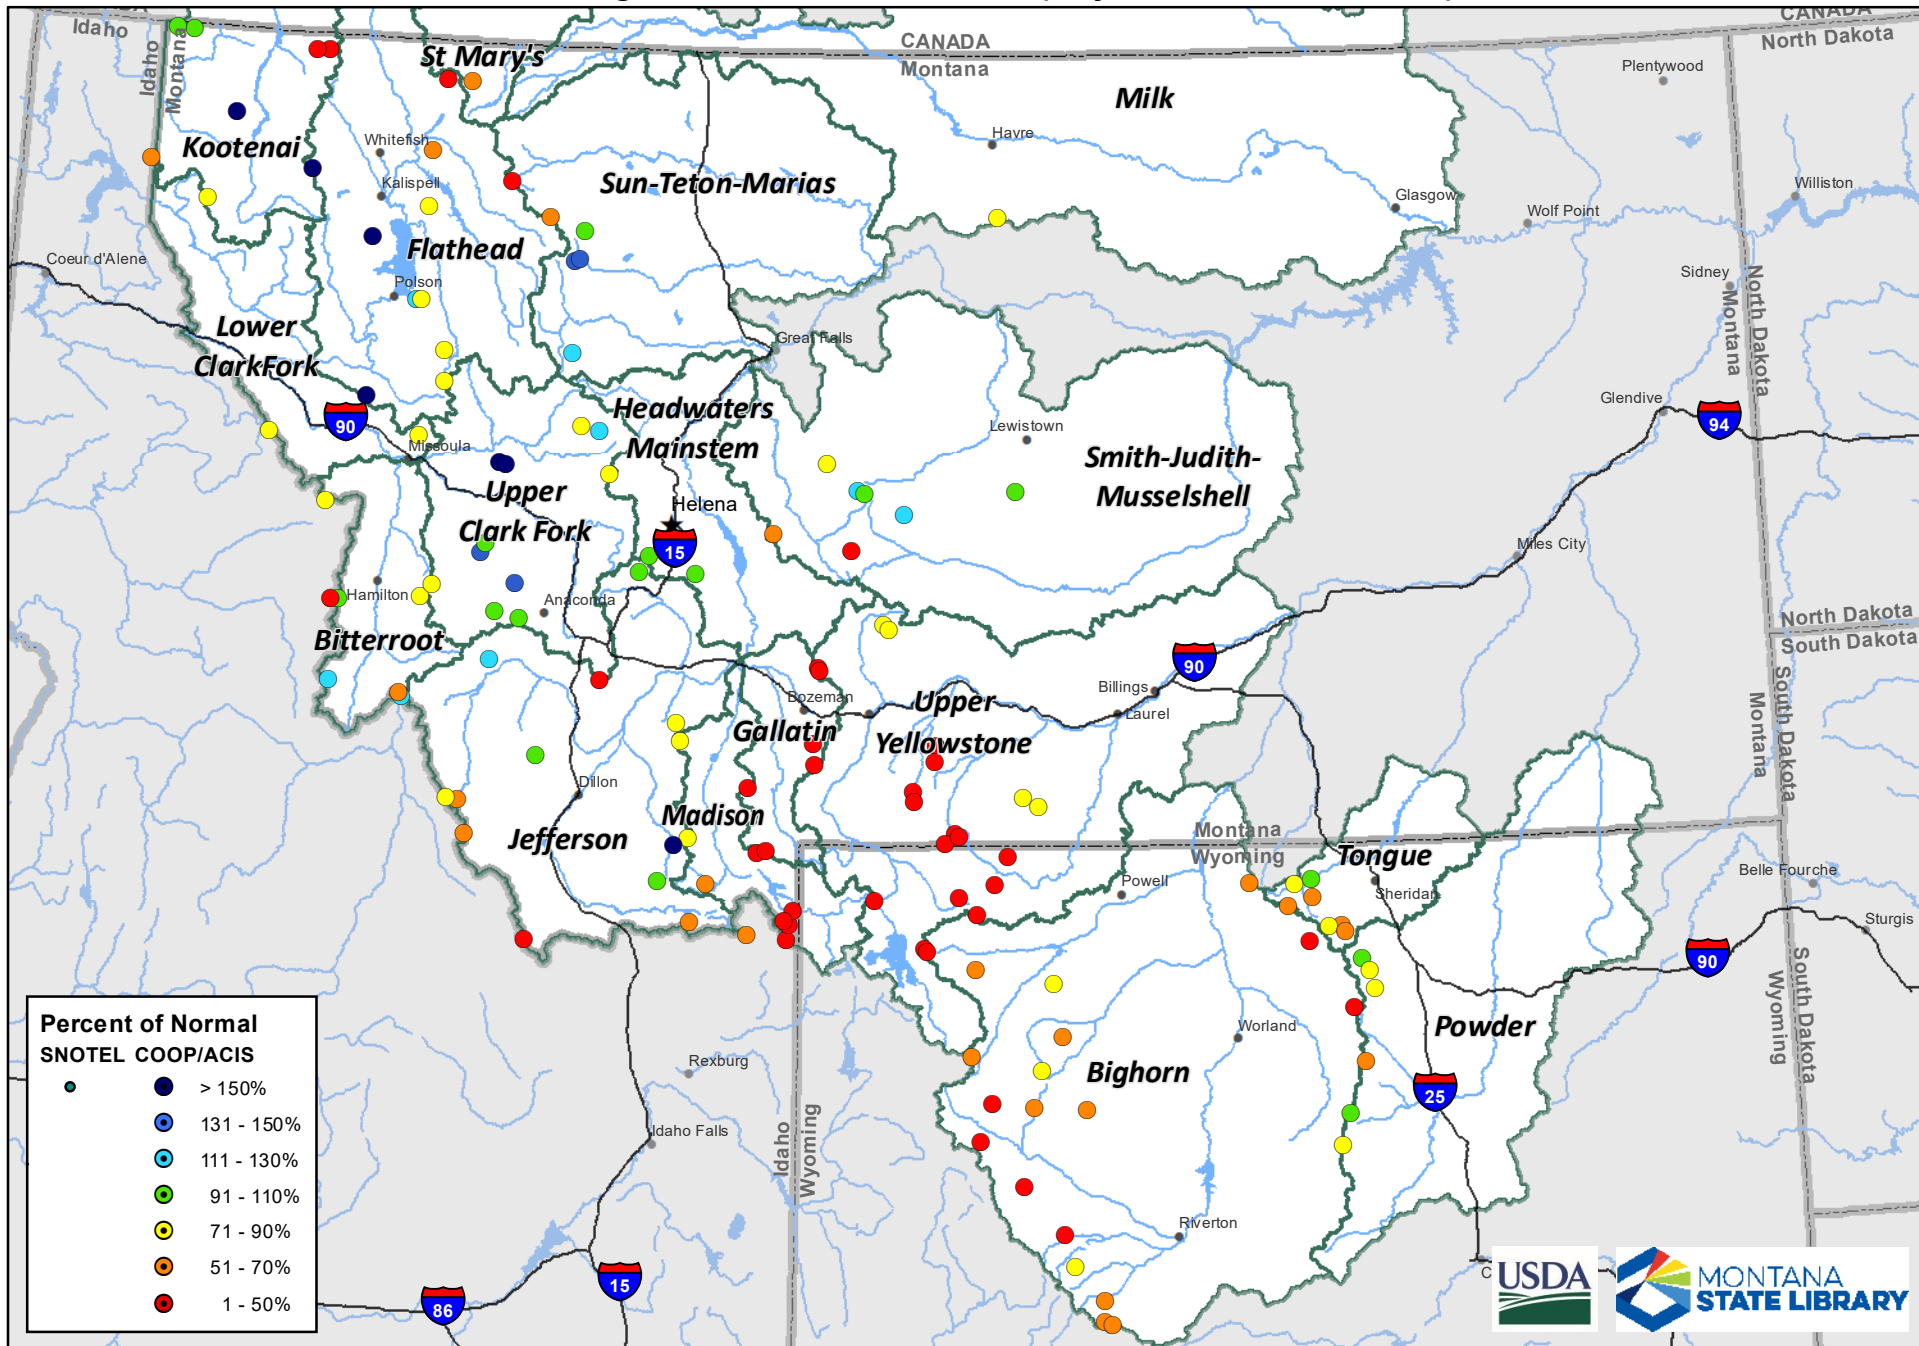 CANADA
Idaho
Idaho
Montana
St Mary's
CANADA
Montana
CANADA
North Dakota
Plentywood
Milk
Havre
Kootenai
Whitefish
Kalispell
Sun-Teton-Marias
Glasgow
Wolf Point
Williston
Flathead
Coeur d'Alene
Polson
Sidney
Montana
North Dakota
Lower
ClarkFork
Great Falls
Headwaters
Mainstem
Lewistown
Glendive
90
94
Missoula
Smith-Judith-
Musselshell
Upper
Clark Fork
Helena
15
Miles City
Hamilton
Anaconda
Bitterroot
North Dakota
South Dakota
90
Billings
Laurel
Bozeman
Upper
Yellowstone
Gallatin
Montana
South Dakota
Dillon
Madison
Jefferson
Montana
Wyoming
Tongue
Sheridan
Powell
Belle Fourche
Sturgis
90
Wyoming
South Dakota
Worland
Powder
Bighorn
25
Rexburg
Idaho Falls
Idaho
Wyoming
Riverton
15
86
C
Percent of Normal
SNOTEL COOP/ACIS
> 150%
131 - 150%
111 - 130%
91 - 110%
71 - 90%
51 - 70%
1 - 50%
USDA
MONTANA
STATE LIBRARY